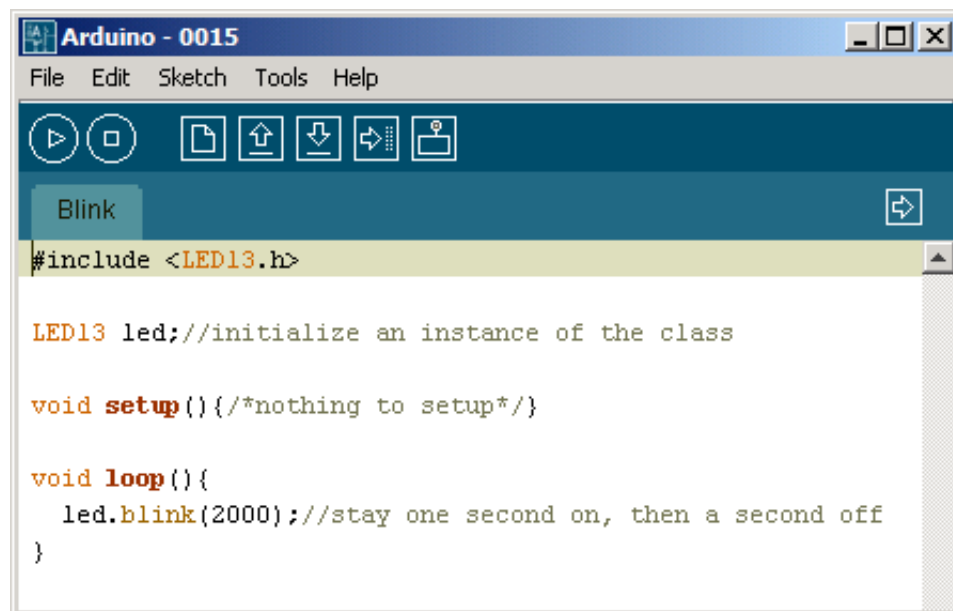 Arduino - 0015
File Edit Sketch Tools Help
Blink
#include <LED13.h>
LED13 led;//initialize an instance of the class
void setup(){/*nothing to setup*/}
void loop(){
  led.blink(2000);//stay one second on, then a second off
}